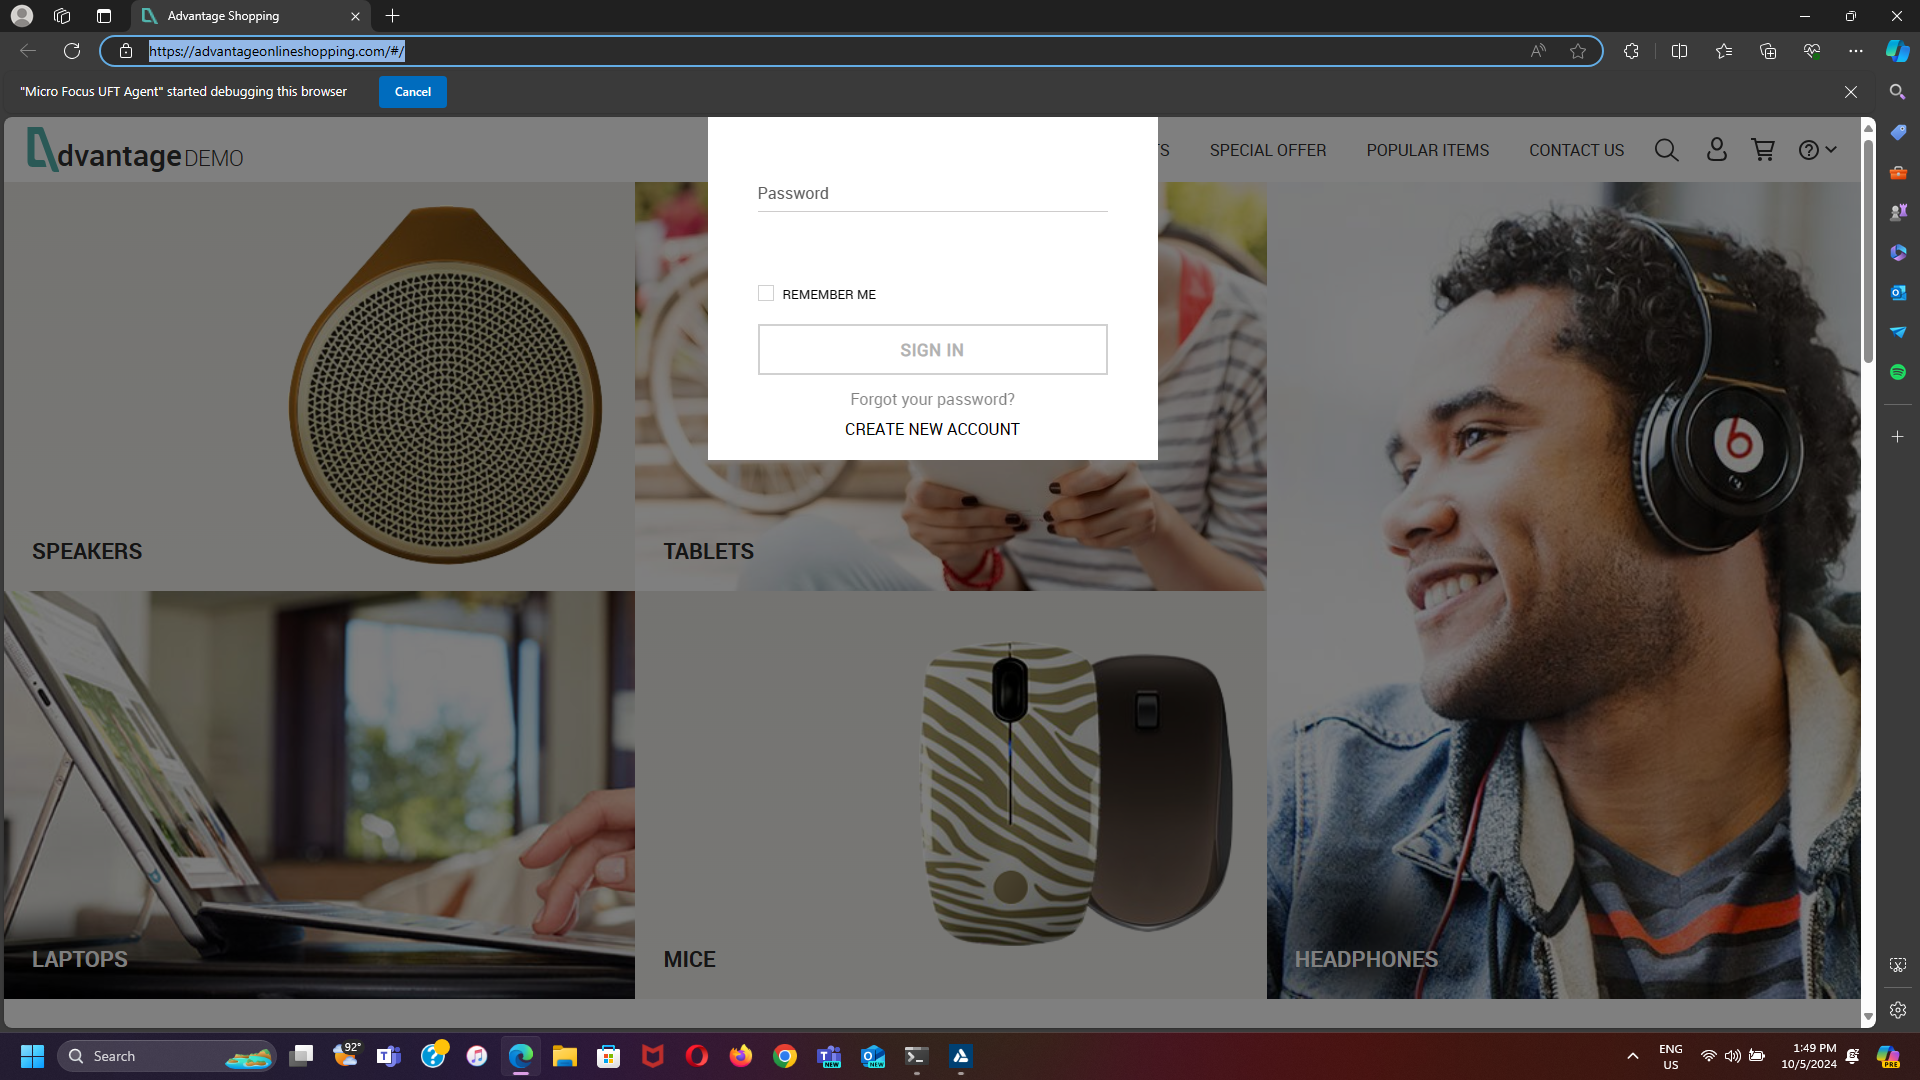 Advantage Shopping
https://advantageonlineshopping.com/#/
"Micro Focus UFT Agent" started debugging this browser
Cancel
dvantage DEMO
TS
SPECIAL OFFER
POPULAR ITEMS
CONTACT US
Password
REMEMBER ME
SIGN IN
Forgot your password?
CREATE NEW ACCOUNT
SPEAKERS
TABLETS
LAPTOPS
MICE
HEADPHONES
Search
92°
ENG
US
1:49 PM
10/5/2024